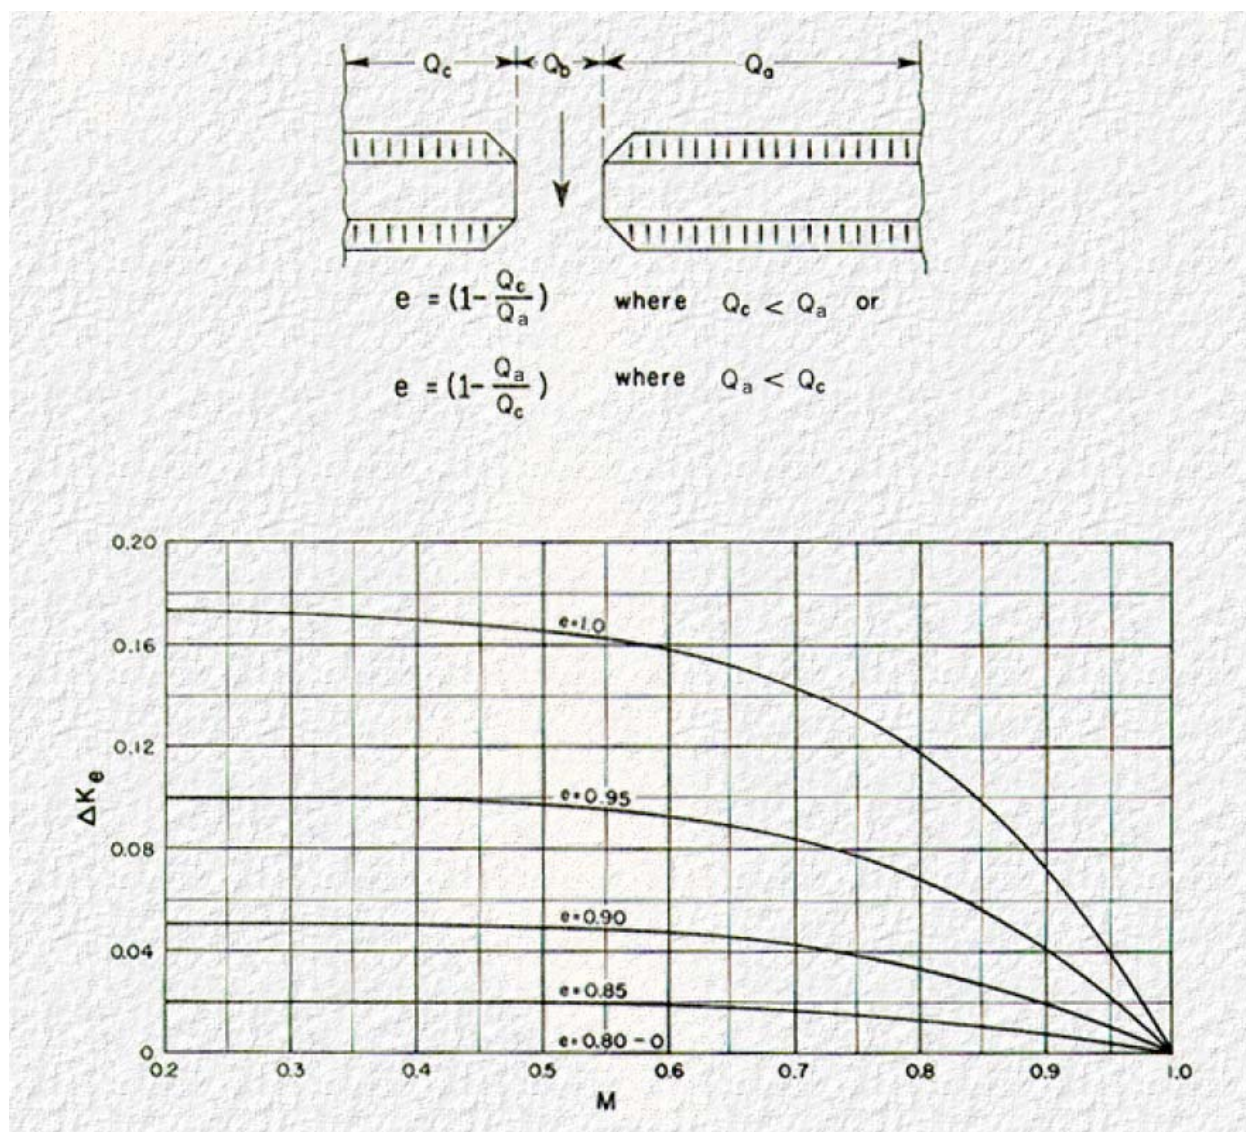 Qc Qb Qa
e = (1- Qc/Qa) where Qc < Qa or
e = (1- Qa/Qc) where Qa < Qc
0.20
e=1.0
0.16
0.12
ΔKe
e=0.95
0.08
e=0.90
0.04
e=0.85
e=0.80-0
0
0.2 0.3 0.4 0.5 0.6 0.7 0.8 0.9 1.0
M